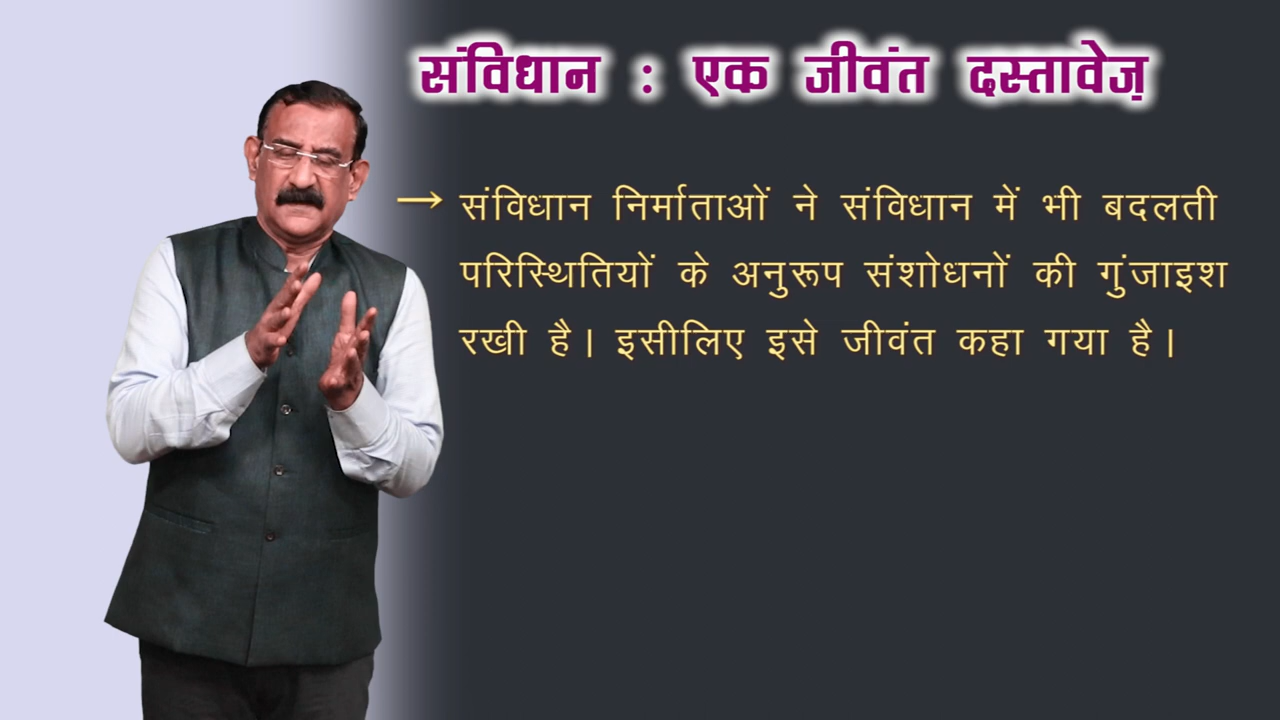 संविधान : एक जीवंत दस्तावेज़
→ संविधान निर्माताओं ने संविधान में भी बदलती
परिस्थितियों के अनुरूप संशोधनों की गुंजाइश
रखी है। इसीलिए इसे जीवंत कहा गया है।